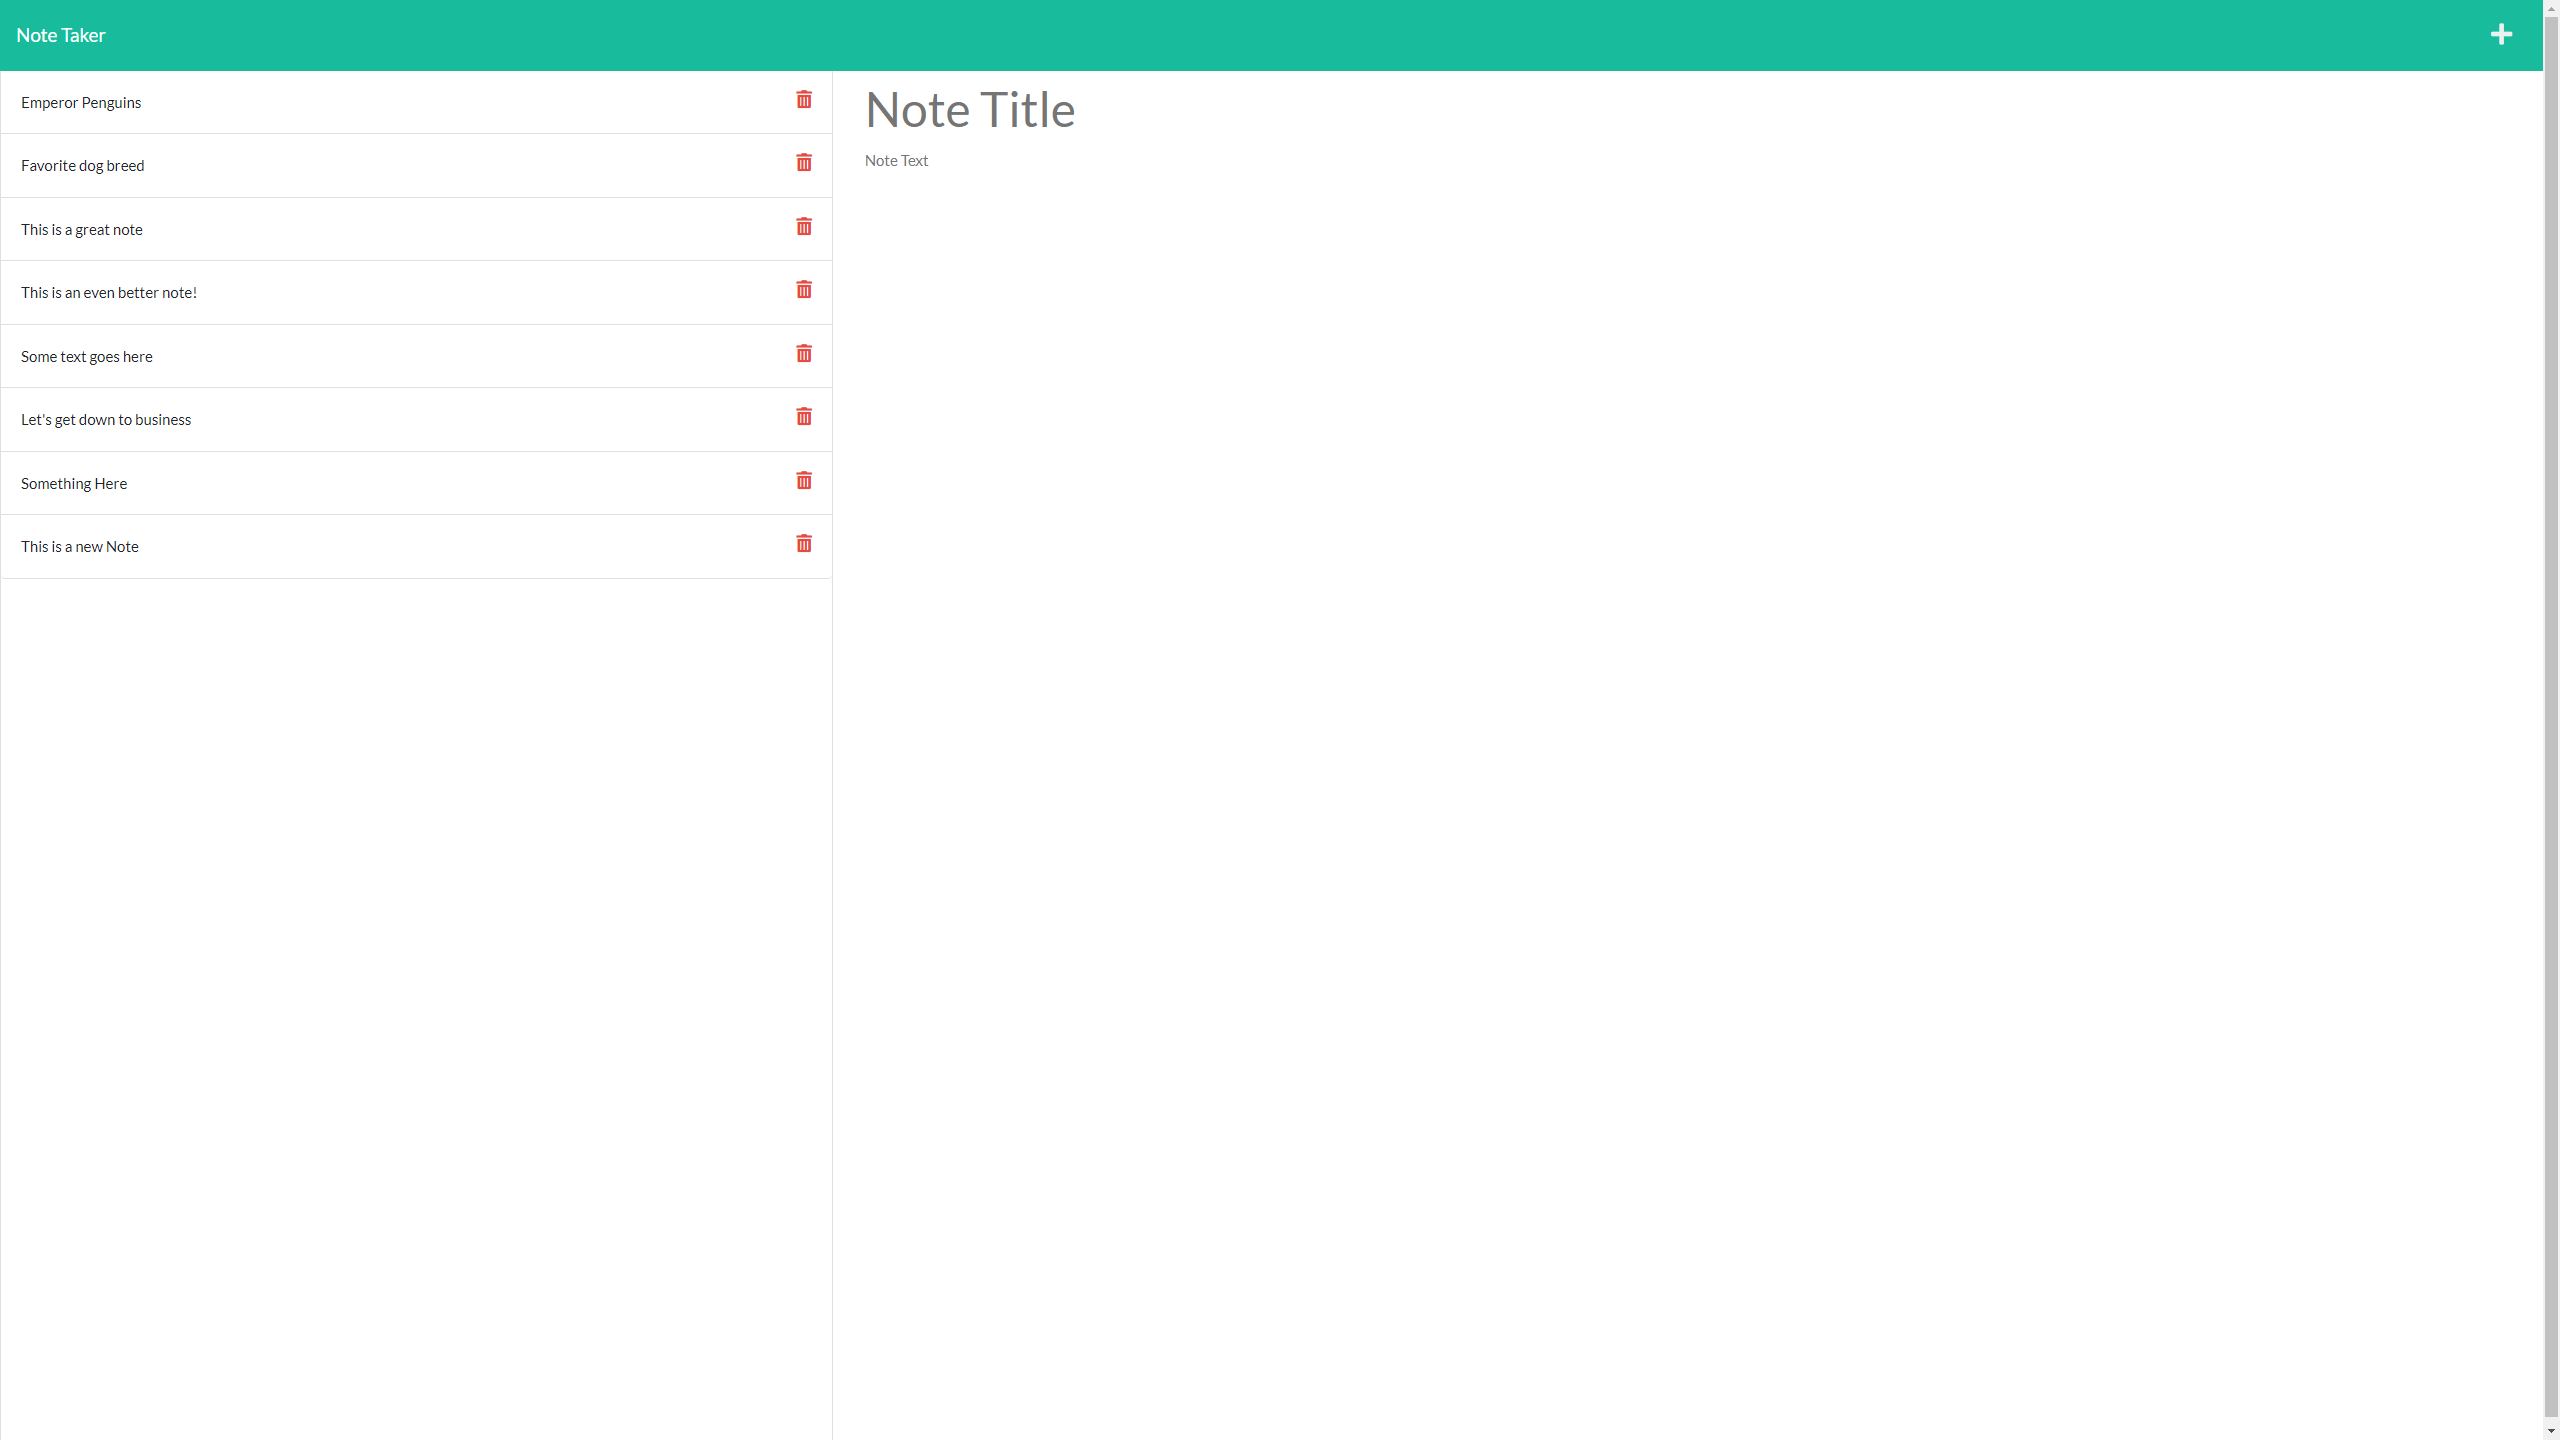 Note Taker
Emperor Penguins
Favorite dog breed
This is a great note
This is an even better note!
Some text goes here
Let's get down to business
Something Here
This is a new Note
Note Title
Note Text